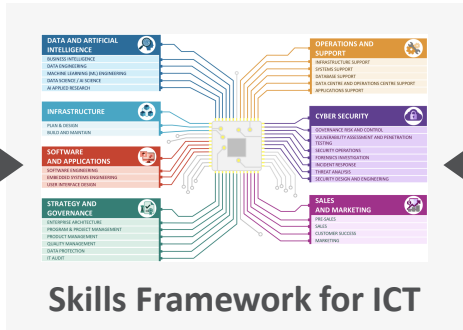 DATA AND ARTIFICIAL
INTELLIGENCE
BUSINESS INTELLIGENCE
DATA ENGINEERING
MACHINE LEARNING (ML) ENGINEERING
DATA SCIENCE / AI SCIENCE
AI APPLIED RESEARCH
INFRASTRUCTURE
PLAN & DESIGN
BUILD AND MAINTAIN
SOFTWARE
AND APPLICATIONS
SOFTWARE ENGINEERING
EMBEDDED SYSTEMS ENGINEERING
USER INTERFACE DESIGN
STRATEGY AND
GOVERNANCE
ENTERPRISE ARCHITECTURE
PROGRAM & PROJECT MANAGEMENT
PRODUCT MANAGEMENT
QUALITY MANAGEMENT
DATA PROTECTION
IT AUDIT
OPERATIONS AND
SUPPORT
INFRASTRUCTURE SUPPORT
SYSTEMS SUPPORT
DATABASE SUPPORT
DATA CENTRE AND OPERATIONS CENTRE SUPPORT
APPLICATIONS SUPPORT
CYBER SECURITY
GOVERNANCE RISK AND CONTROL
VULNERABILITY ASSESSMENT AND PENETRATION
TESTING
SECURITY OPERATIONS
FORENSICS INVESTIGATION
INCIDENT RESPONSE
THREAT ANALYSIS
SECURITY DESIGN AND ENGINEERING
SALES
AND MARKETING
PRE-SALES
SALES
CUSTOMER SUCCESS
MARKETING
Skills Framework for ICT